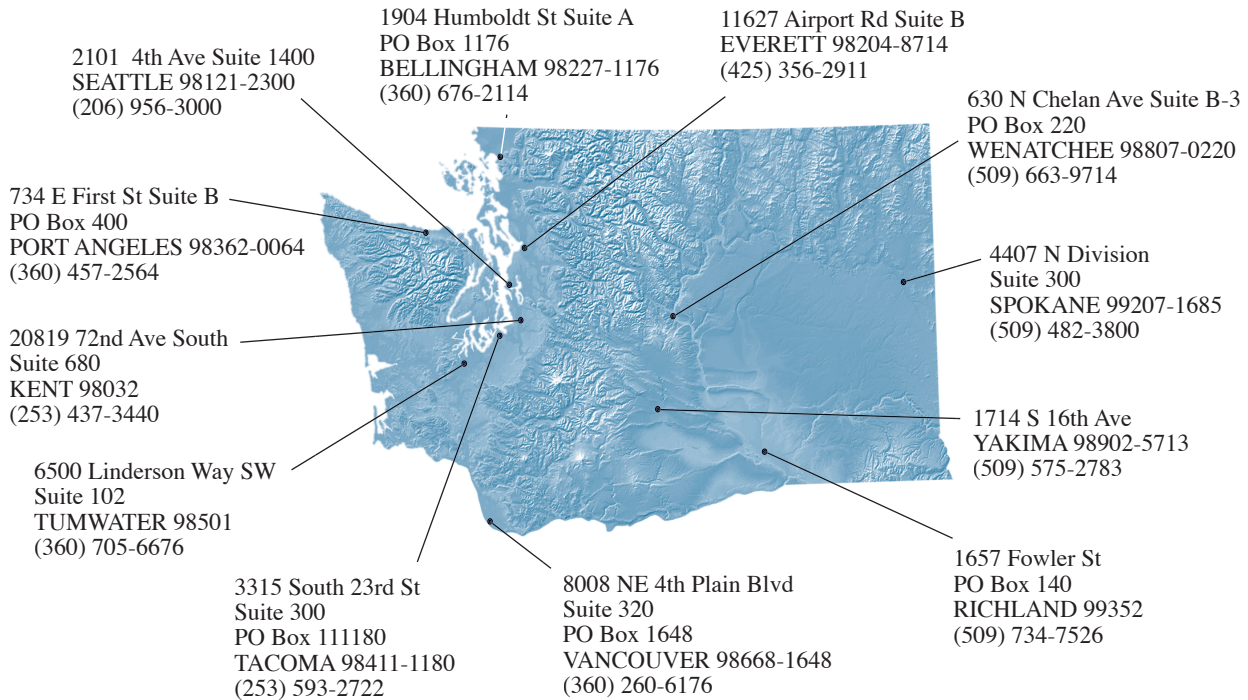 1904 Humboldt St Suite A
PO Box 1176
BELLINGHAM 98227-1176
(360) 676-2114
11627 Airport Rd Suite B
EVERETT 98204-8714
(425) 356-2911
2101 4th Ave Suite 1400
SEATTLE 98121-2300
(206) 956-3000
630 N Chelan Ave Suite B-3
PO Box 220
WENATCHEE 98807-0220
(509) 663-9714
734 E First St Suite B
PO Box 400
PORT ANGELES 98362-0064
(360) 457-2564
4407 N Division
Suite 300
SPOKANE 99207-1685
(509) 482-3800
20819 72nd Ave South
Suite 680
KENT 98032
(253) 437-3440
1714 S 16th Ave
YAKIMA 98902-5713
(509) 575-2783
6500 Linderson Way SW
Suite 102
TUMWATER 98501
(360) 705-6676
3315 South 23rd St
Suite 300
PO Box 111180
TACOMA 98411-1180
(253) 593-2722
8008 NE 4th Plain Blvd
Suite 320
PO Box 1648
VANCOUVER 98668-1648
(360) 260-6176
1657 Fowler St
PO Box 140
RICHLAND 99352
(509) 734-7526